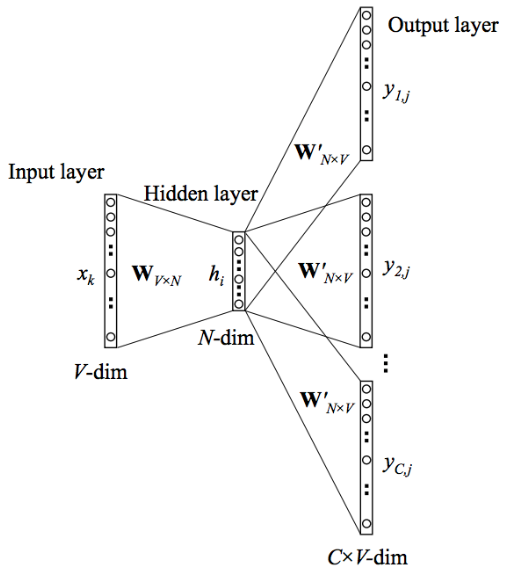 Output layer
y1,j
W'N×V
Input layer
Hidden layer
xk
WV×N
hi
W'N×V
y2,j
N-dim
V-dim
W'N×V
yC,j
C×V-dim